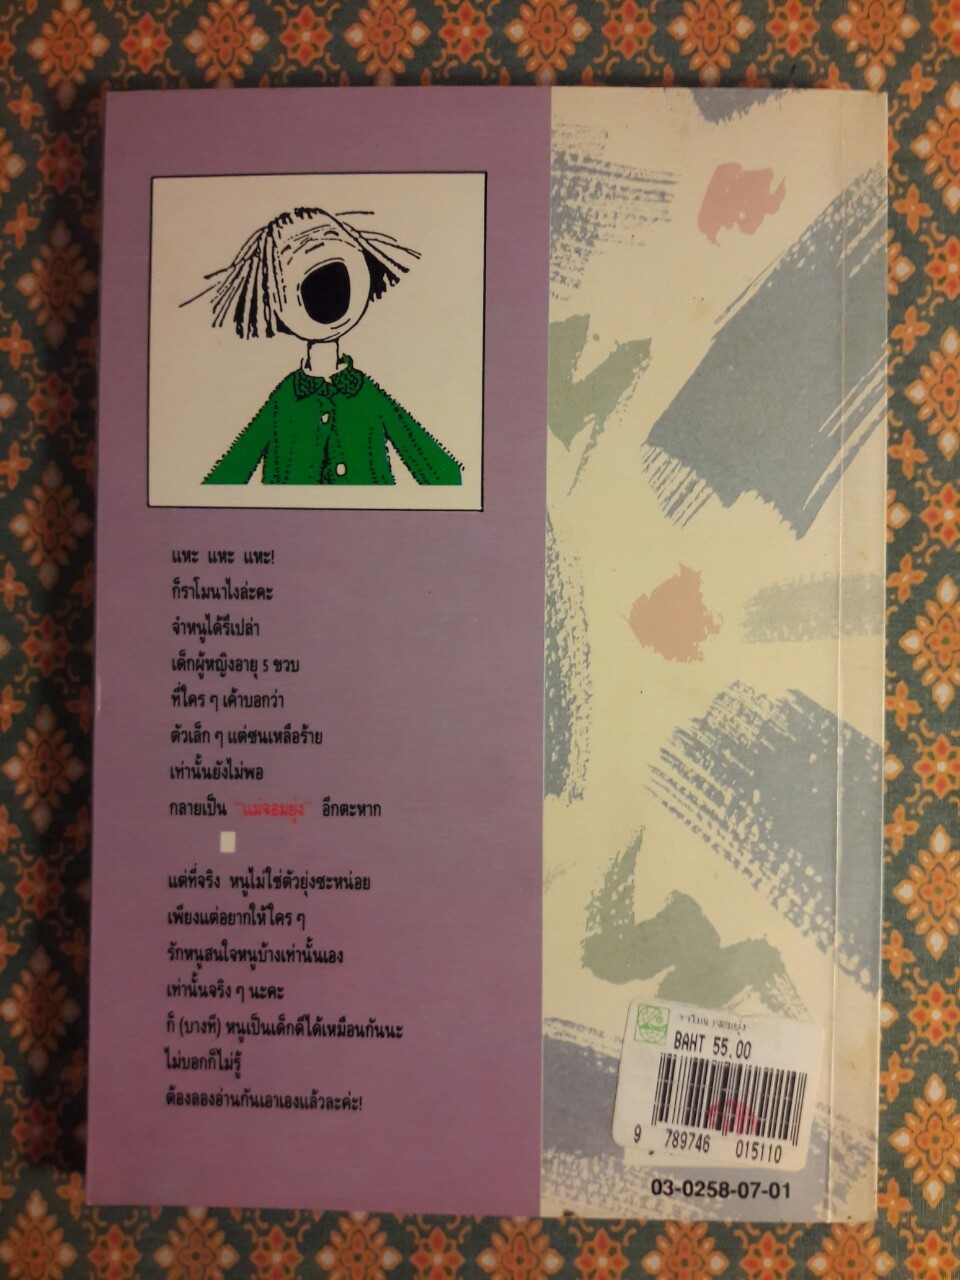 แหะ แหะ แหะ!
ก็ราโมนาไงล่ะคะ
จำหนูได้รึเปล่า
เด็กผู้หญิงอายุ 5 ขวบ
ที่ใคร ๆ เค้าบอกว่า
ตัวเล็ก ๆ แต่ซนเหลือร้าย
เท่านั้นยังไม่พอ
กลายเป็น "แม่จอมยุ่ง" อีกตะหาก
แต่ที่จริง หนูไม่ใช่ตัวยุ่งซะหน่อย
เพียงแต่อยากให้ใคร ๆ
รักหนูสนใจหนูบ้างเท่านั้นเอง
เท่านั้นจริง ๆ นะคะ
ก็ (บางที) หนูเป็นเด็กดีได้เหมือนกันนะ
ไม่บอกก็ไม่รู้
ต้องลองอ่านกันเอาเองแล้วละค่ะ!
ราโมนาจอมยุ่ง
BAHT 55.00
9 789746 015110
03-0258-07-01